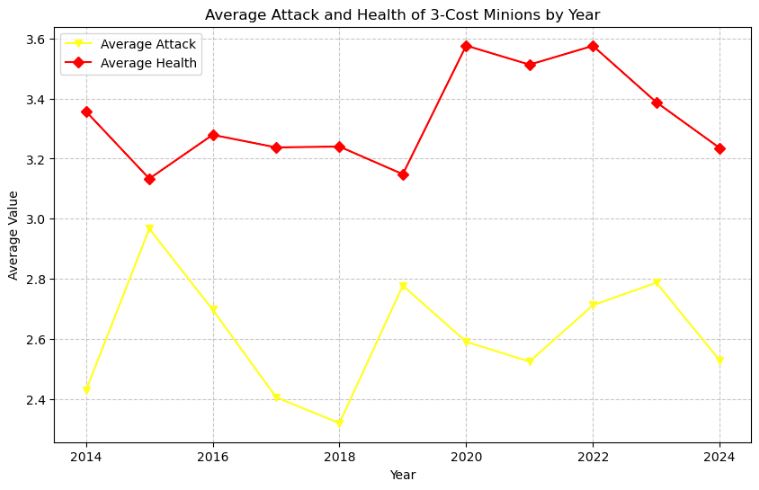 Average Attack and Health of 3-Cost Minions by Year
Average Attack
Average Health
Average Value
3.6
3.4
3.2
3.0
2.8
2.6
2.4
2014 2016 2018 2020 2022 2024
Year